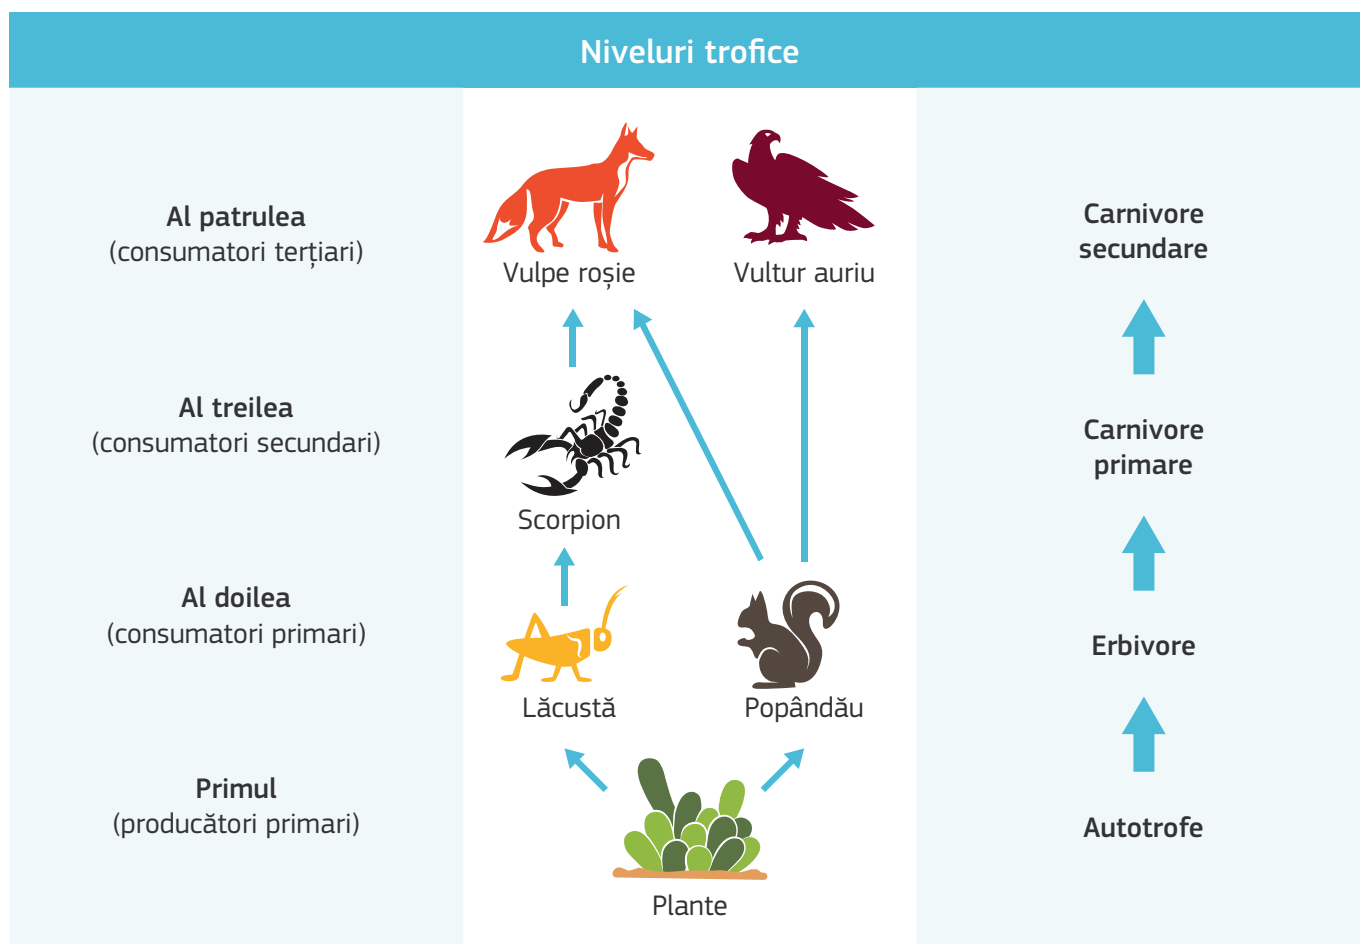 Niveluri trofice
Al patrulea
(consumatori terțiari)
Vulpe roșie
Vultur auriu
Carnivore
secundare
Al treilea
(consumatori secundari)
Scorpion
Carnivore
primare
Al doilea
(consumatori primari)
Lăcustă
Popândău
Erbivore
Primul
(producători primari)
Plante
Autotrofe